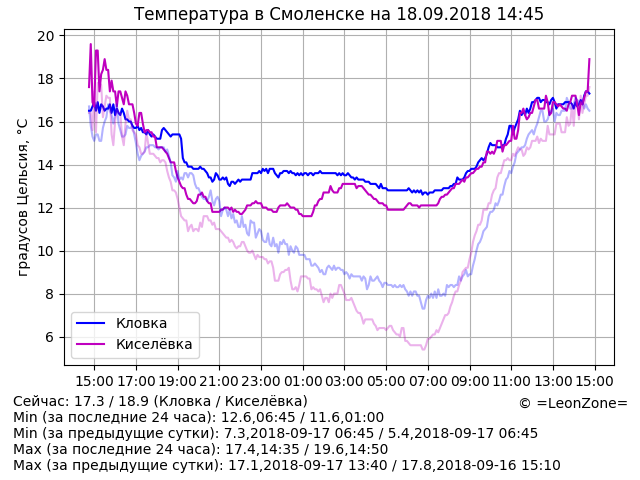 Температура в Смоленске на 18.09.2018 14:45
градусов Цельсия, °C
20
18
16
14
12
10
8
6
Кловка
Киселёвка
15:00 17:00 19:00 21:00 23:00 01:00 03:00 05:00 07:00 09:00 11:00 13:00 15:00
Сейчас: 17.3 / 18.9 (Кловка / Киселёвка)
© =LeonZone=
Min (за последние 24 часа): 12.6,06:45 / 11.6,01:00
Min (за предыдущие сутки): 7.3,2018-09-17 06:45 / 5.4,2018-09-17 06:45
Max (за последние 24 часа): 17.4,14:35 / 19.6,14:50
Max (за предыдущие сутки): 17.1,2018-09-17 13:40 / 17.8,2018-09-16 15:10